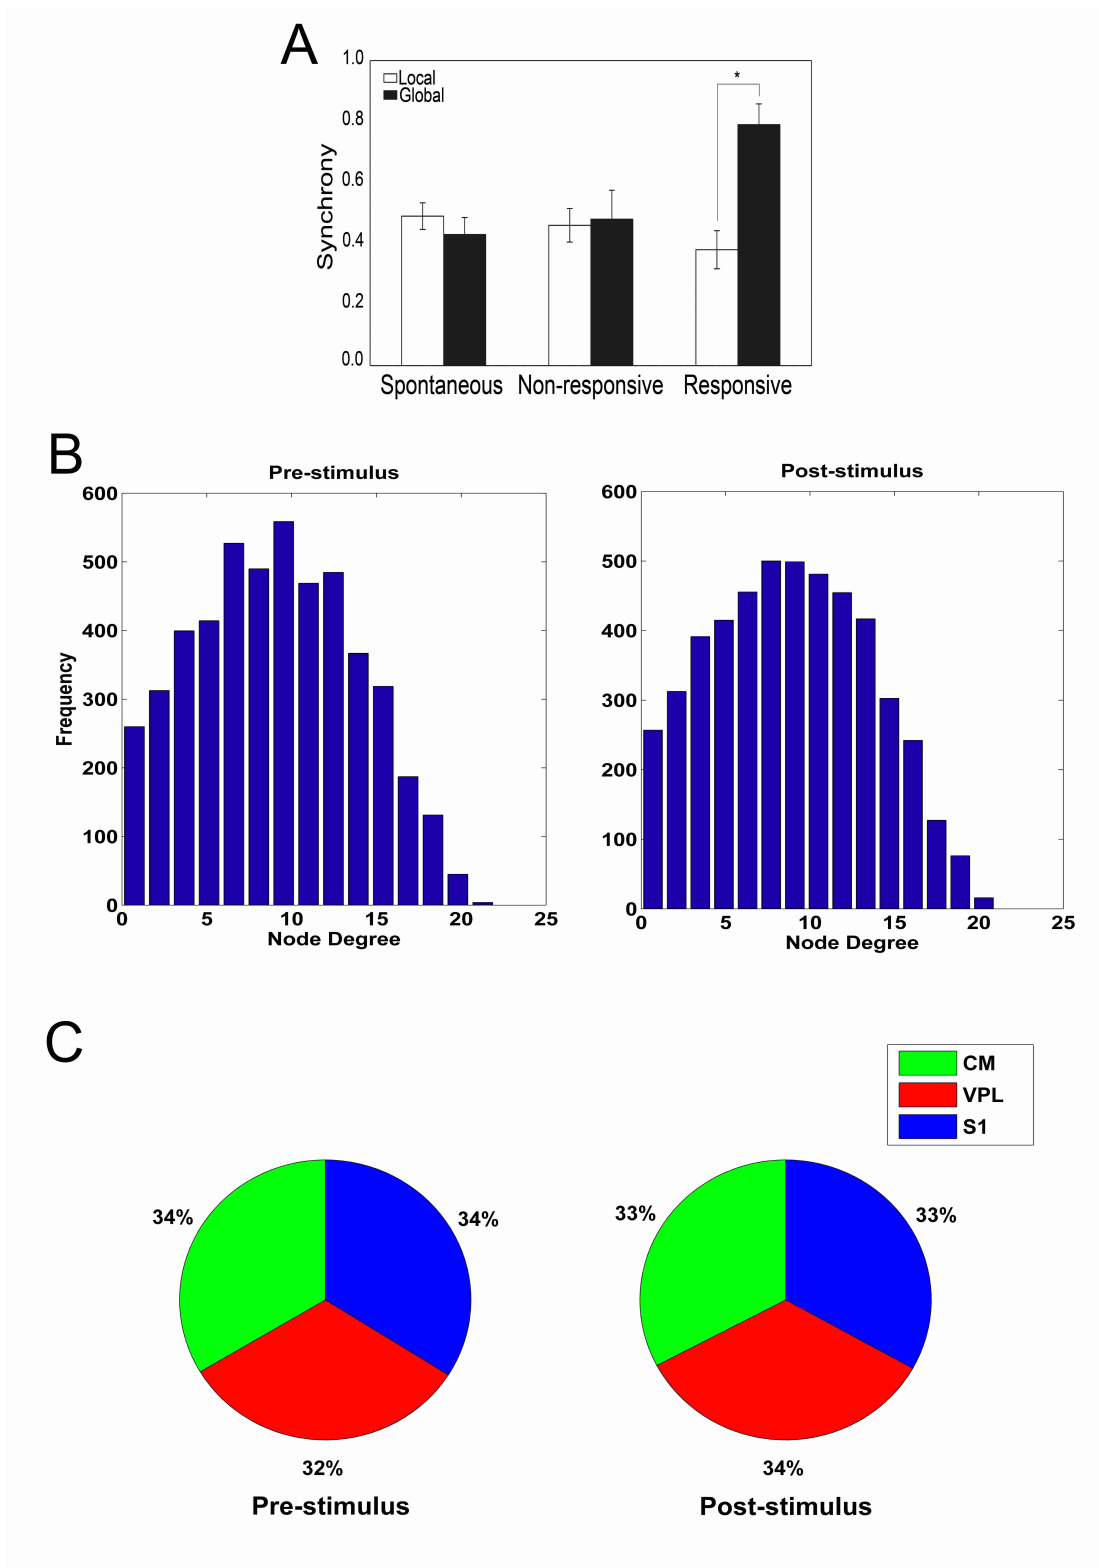 A
1.0
0.8
0.6
0.4
0.2
0.0
Synchrony
Local
Global
*
Spontaneous Non-responsive Responsive
B
Pre-stimulus
600
500
400
300
200
100
0
Frequency
0 5 10 15 20 25
Node Degree
Post-stimulus
600
500
400
300
200
100
0
0 5 10 15 20 25
Node Degree
C
CM
VPL
S1
34%
34%
32%
Pre-stimulus
33%
33%
34%
Post-stimulus